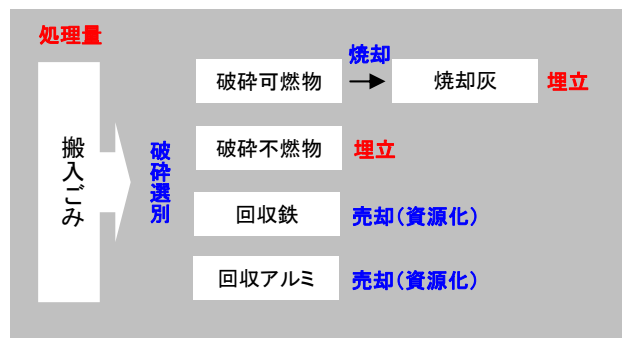 処理量
搬入ごみ
破砕選別
破砕可燃物
焼却
焼却灰
埋立
破砕不燃物
埋立
回収鉄
売却（資源化）
回収アルミ
売却（資源化）